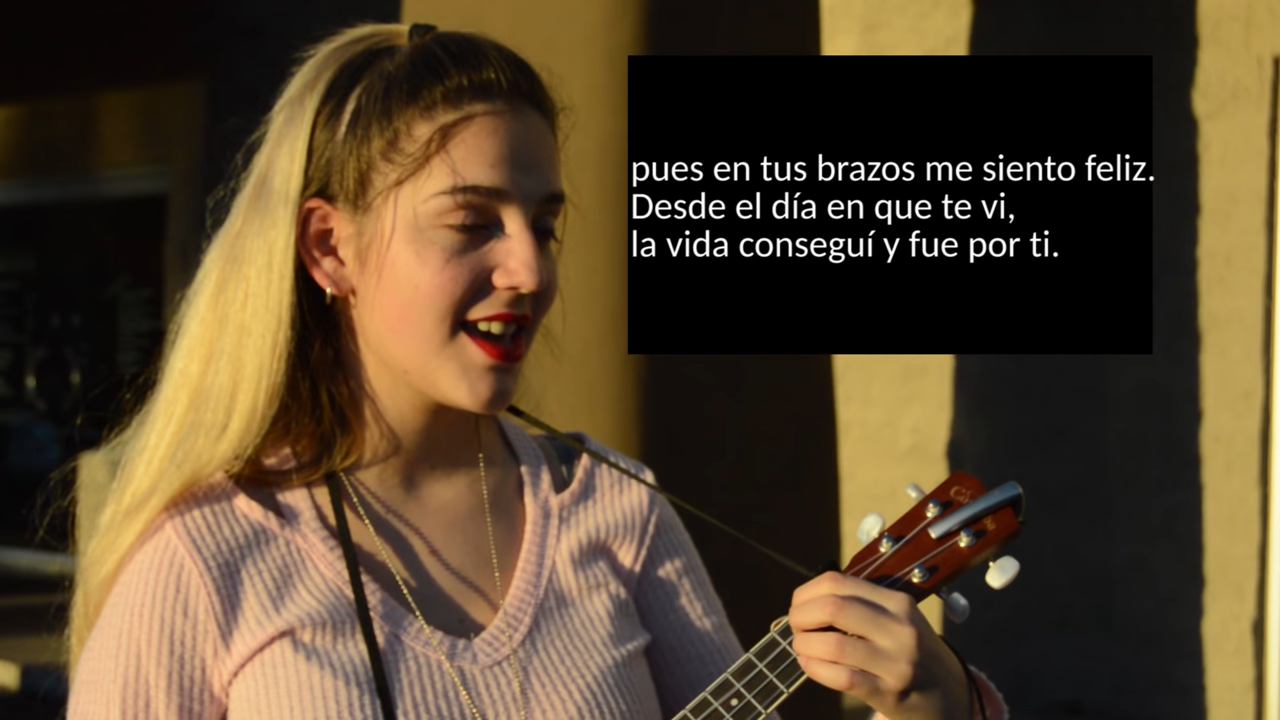 pues en tus brazos me siento feliz.
Desde el día en que te vi,
la vida conseguí y fue por ti.